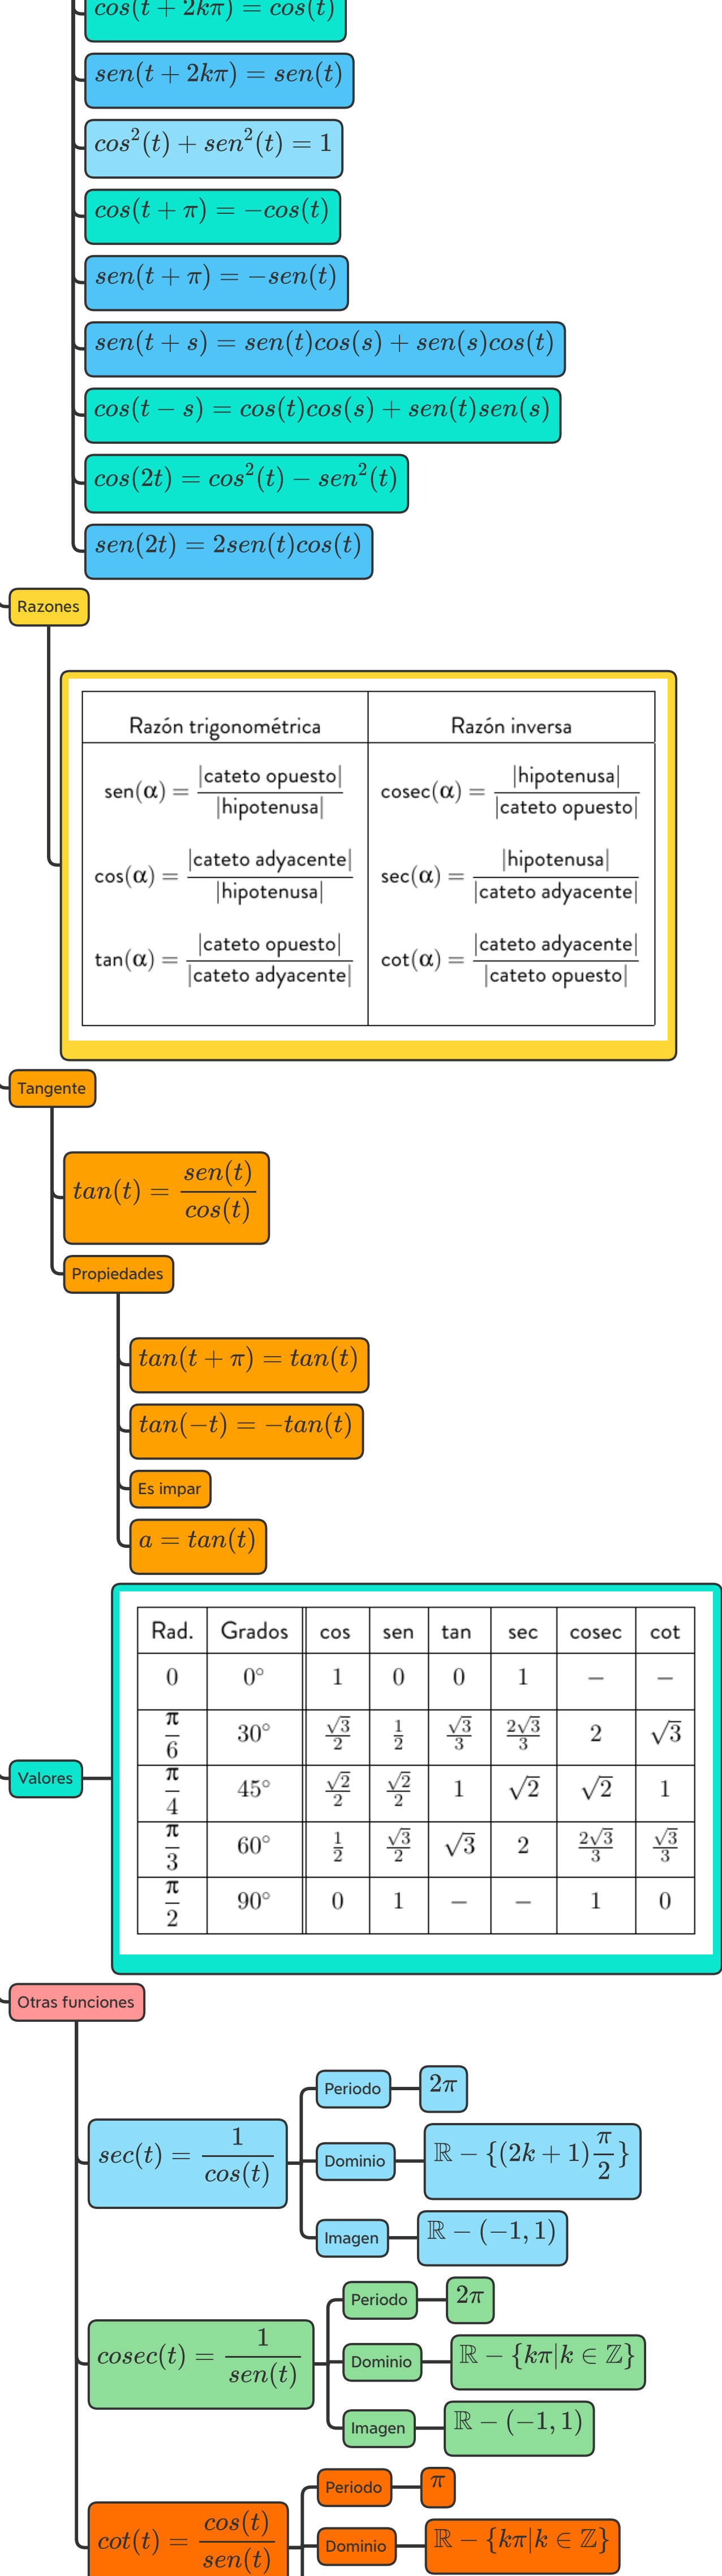 cos(t + 2kπ) = cos(t)
sen(t + 2kπ) = sen(t)
cos²(t) + sen²(t) = 1
cos(t + π) = −cos(t)
sen(t + π) = −sen(t)
sen(t + s) = sen(t)cos(s) + sen(s)cos(t)
cos(t − s) = cos(t)cos(s) + sen(t)sen(s)
cos(2t) = cos²(t) − sen²(t)
sen(2t) = 2sen(t)cos(t)
Razones
Razón trigonométrica Razón inversa
sen(α) = |cateto opuesto| / |hipotenusa| cosec(α) = |hipotenusa| / |cateto opuesto|
cos(α) = |cateto adyacente| / |hipotenusa| sec(α) = |hipotenusa| / |cateto adyacente|
tan(α) = |cateto opuesto| / |cateto adyacente| cot(α) = |cateto adyacente| / |cateto opuesto|
Tangente
tan(t) = sen(t) / cos(t)
Propiedades
tan(t + π) = tan(t)
tan(−t) = −tan(t)
Es impar
a = tan(t)
Valores
Rad. Grados cos sen tan sec cosec cot
0 0° 1 0 0 1 − −
π/6 30° √3/2 1/2 √3/3 2√3/3 2 √3
π/4 45° √2/2 √2/2 1 √2 √2 1
π/3 60° 1/2 √3/2 √3 2 2√3/3 √3/3
π/2 90° 0 1 − − 1 0
Otras funciones
sec(t) = 1 / cos(t)
Periodo 2π
Dominio ℝ − {(2k + 1)π/2}
Imagen ℝ − (−1, 1)
cosec(t) = 1 / sen(t)
Periodo 2π
Dominio ℝ − {kπ|k ∈ ℤ}
Imagen ℝ − (−1, 1)
cot(t) = cos(t) / sen(t)
Periodo π
Dominio ℝ − {kπ|k ∈ ℤ}